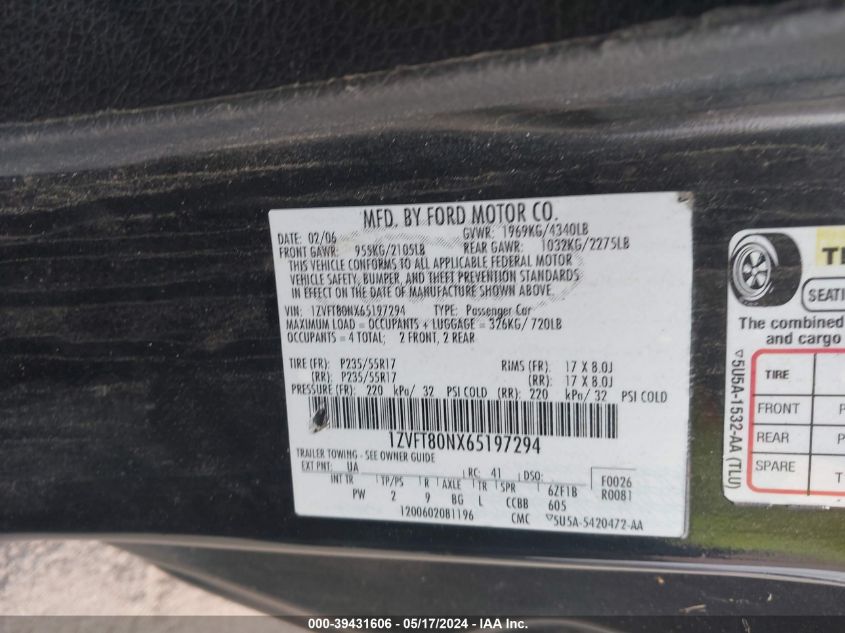 MFD. BY FORD MOTOR CO.
DATE: 02/06 GVWR: 1969KG/4340LB
FRONT GAWR: 955KG/2105LB REAR GAWR: 1032KG/2275LB
THIS VEHICLE CONFORMS TO ALL APPLICABLE FEDERAL MOTOR
VEHICLE SAFETY, BUMPER, AND THEFT PREVENTION STANDARDS
IN EFFECT ON THE DATE OF MANUFACTURE SHOWN ABOVE.
VIN: 1ZVFT80NX65197294 TYPE: Passenger Car
MAXIMUM LOAD = OCCUPANTS + LUGGAGE = 326KG/ 720LB
OCCUPANTS = 4 TOTAL; 2 FRONT, 2 REAR
TIRE (FR): P235/55R17 RIMS (FR): 17 X 8.0J
(RR): P235/55R17 (RR): 17 X 8.0J
PRESSURE (FR): 220 kPa/ 32 PSI COLD (RR): 220 kPa/ 32 PSI COLD
1ZVFT80NX65197294
TRAILER TOWING - SEE OWNER GUIDE
EXT PNT: UA RC: 41 DSO: F0026
INT TR TP/PS R AXLE TR SPR 6ZF1B R0081
PW 2 9 BG L CCBB 605
1200602081196 CMC ▽5U5A-5420472-AA
SEATI
The combined
and cargo
TIRE
FRONT
REAR
SPARE T
▽5U5A-1532-AA (TLU)
000-39431606 / 05/17/2024 / IAA Inc.